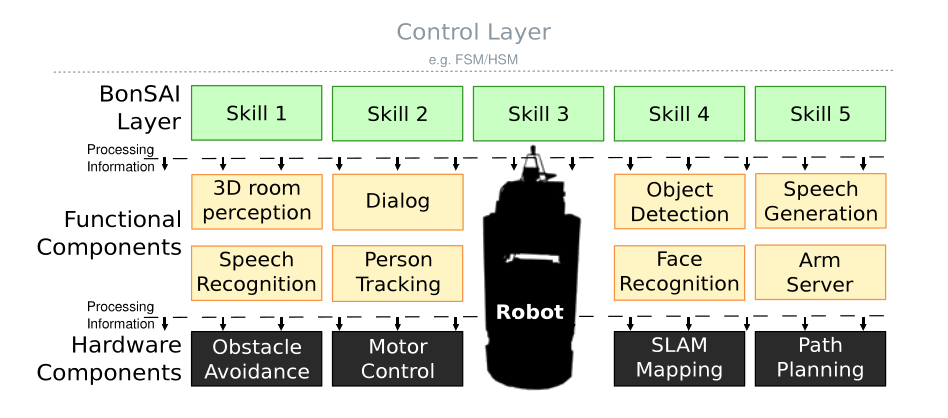 Control Layer
e.g. FSM/HSM
BonSAI
Layer
Skill 1
Skill 2
Skill 3
Skill 4
Skill 5
Processing
Information
Functional
Components
3D room
perception
Dialog
Object
Detection
Speech
Generation
Speech
Recognition
Person
Tracking
Face
Recognition
Arm
Server
Robot
Processing
Information
Hardware
Components
Obstacle
Avoidance
Motor
Control
SLAM
Mapping
Path
Planning